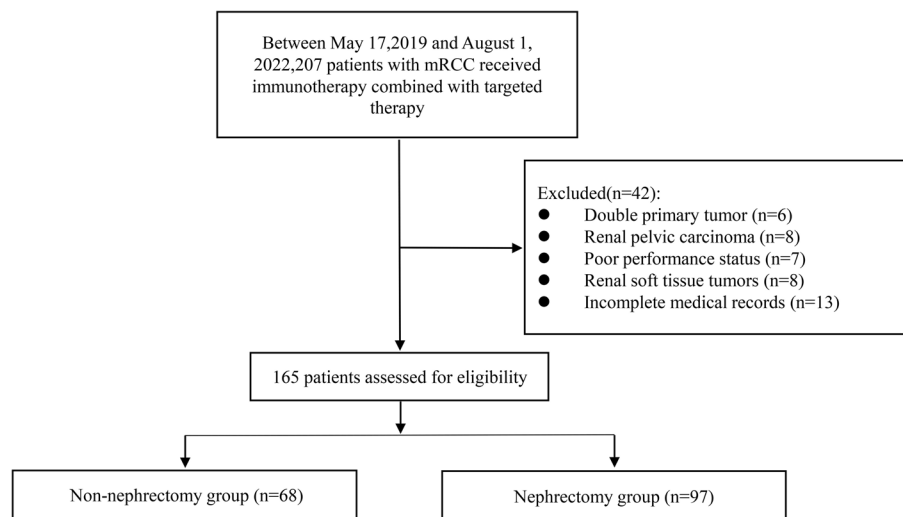 Between May 17,2019 and August 1,
2022,207 patients with mRCC received
immunotherapy combined with targeted
therapy
Excluded(n=42):
● Double primary tumor (n=6)
● Renal pelvic carcinoma (n=8)
● Poor performance status (n=7)
● Renal soft tissue tumors (n=8)
● Incomplete medical records (n=13)
165 patients assessed for eligibility
Non-nephrectomy group (n=68)
Nephrectomy group (n=97)